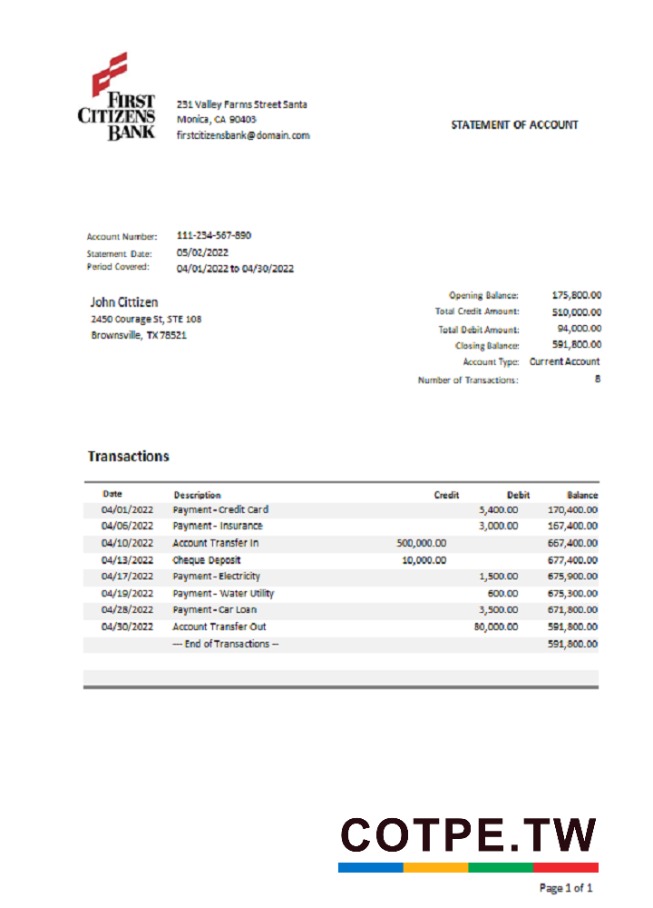 FIRST
CITIZENS
BANK
231 Valley Farms Street Santa
Monica, CA 90403
firstcitizensbank@domain.com
STATEMENT OF ACCOUNT
Account Number: 111-234-567-890
Statement Date: 05/02/2022
Period Covered: 04/01/2022 to 04/30/2022
John Cittizen
2450 Courage St, STE 108
Brownsville, TX 78521
Opening Balance: 175,800.00
Total Credit Amount: 510,000.00
Total Debit Amount: 94,000.00
Closing Balance: 591,800.00
Account Type: Current Account
Number of Transactions: 8
Transactions
Date Description Credit Debit Balance
04/01/2022 Payment - Credit Card 5,400.00 170,400.00
04/06/2022 Payment - Insurance 3,000.00 167,400.00
04/10/2022 Account Transfer In 500,000.00 667,400.00
04/13/2022 Cheque Deposit 10,000.00 677,400.00
04/17/2022 Payment - Electricity 1,500.00 675,900.00
04/19/2022 Payment - Water Utility 600.00 675,300.00
04/28/2022 Payment - Car Loan 3,500.00 671,800.00
04/30/2022 Account Transfer Out 80,000.00 591,800.00
--- End of Transactions -- 591,800.00
COTPE.TW
Page 1 of 1